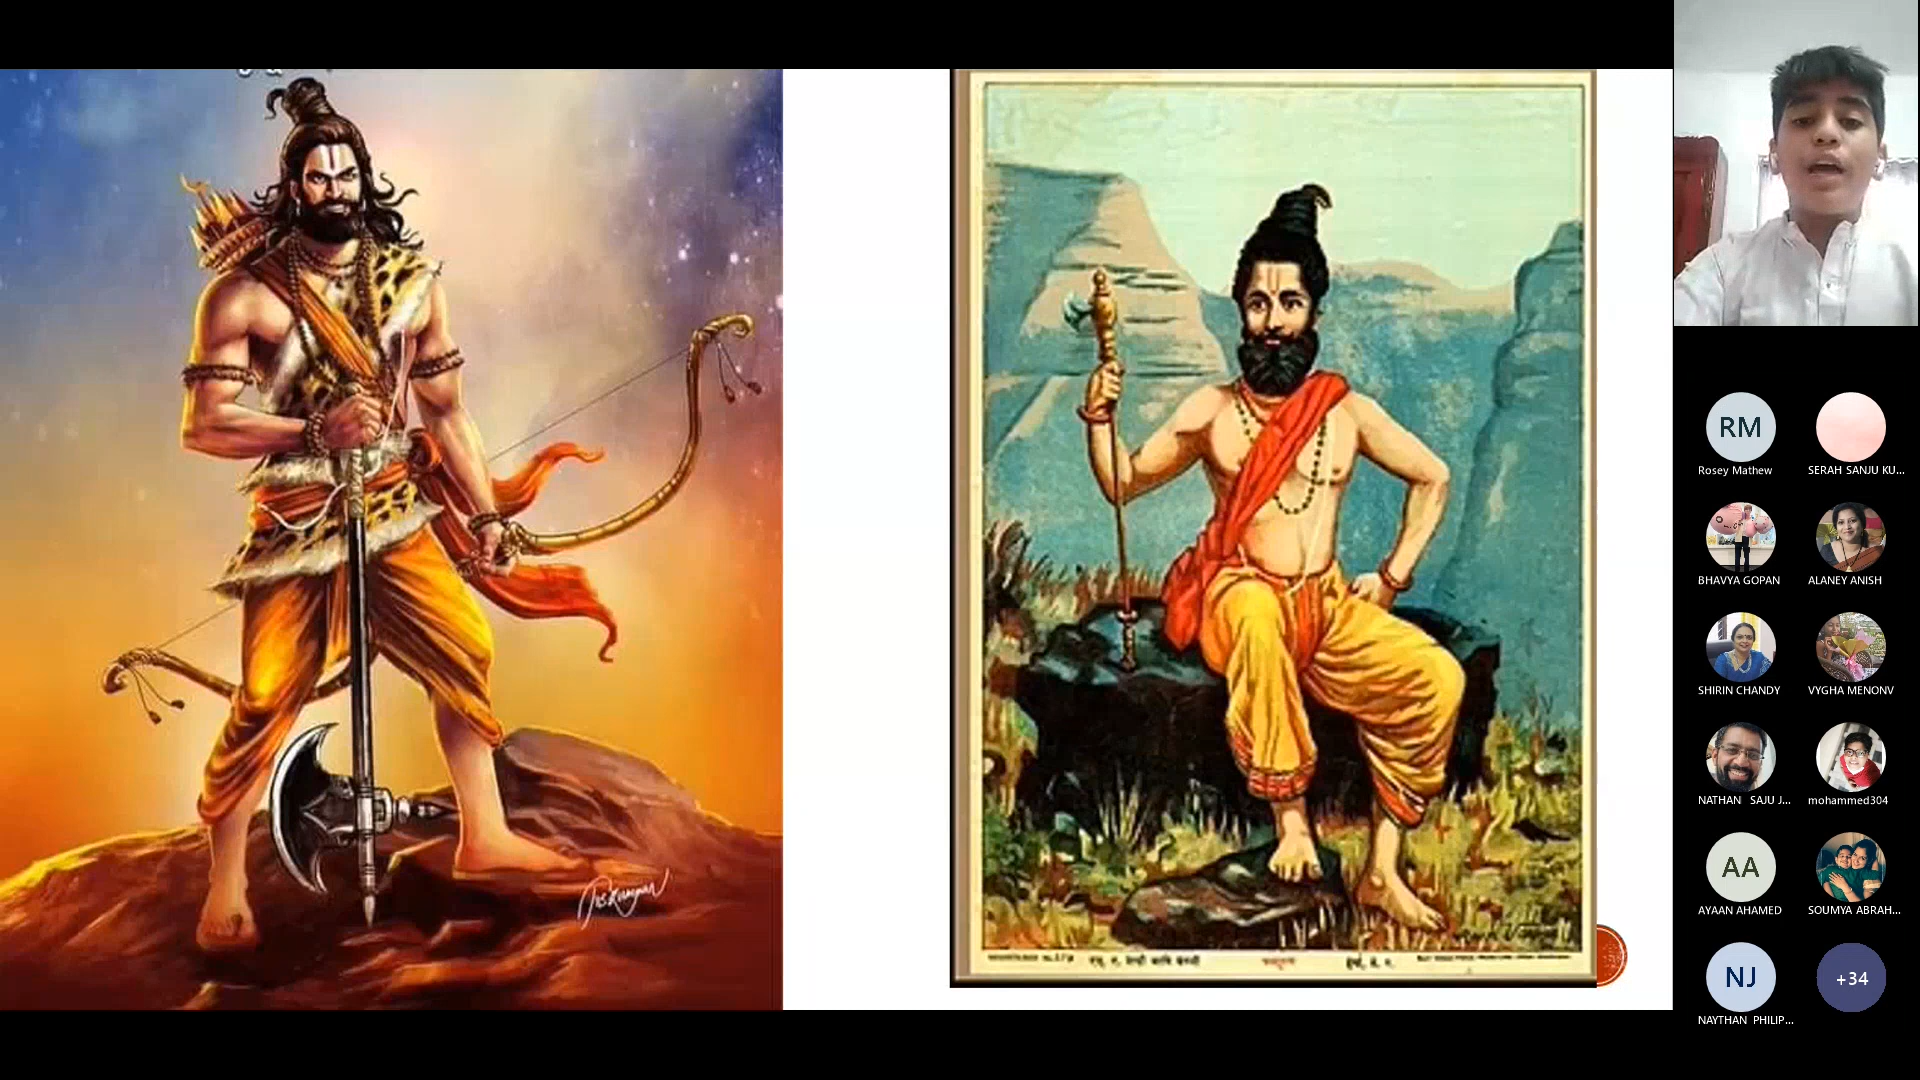 RM
Rosey Mathew
SERAH SANJU KU...
BHAVYA GOPAN
ALANEY ANISH
SHIRIN CHANDY
VYGHA MENONV
NATHAN SAJU J...
mohammed304
AA
AYAAN AHAMED
SOUMYA ABRAH...
NJ
+34
NAYTHAN PHILIP...